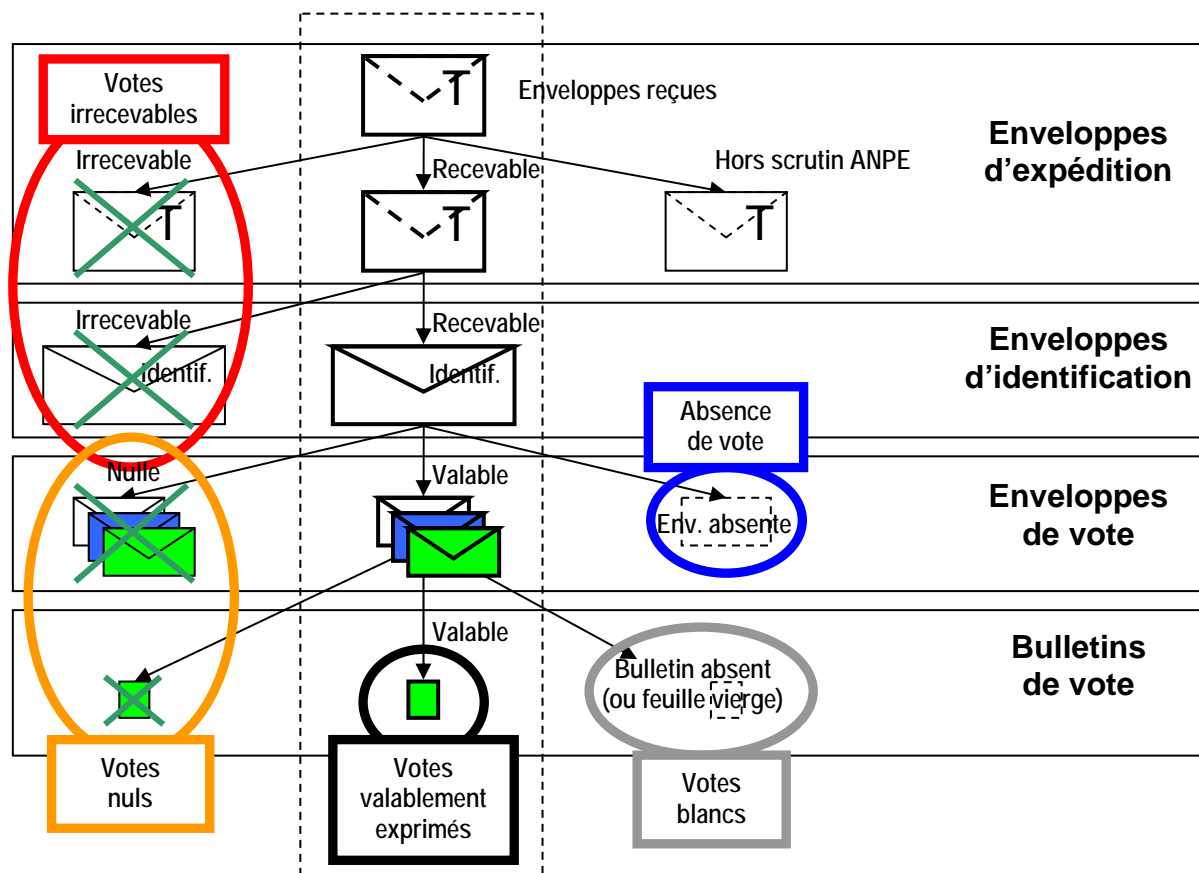 Votes
irrecevables
T
Enveloppes reçues
Enveloppes
d’expédition
Irrecevable
Recevable
Hors scrutin ANPE
T
T
T
Irrecevable
Recevable
Enveloppes
d’identification
Identif.
Identif.
Absence
de vote
Nulle
Valable
Env. absente
Enveloppes
de vote
Valable
Bulletin absent
(ou feuille vierge)
Bulletins
de vote
Votes
nuls
Votes
valablement
exprimés
Votes
blancs